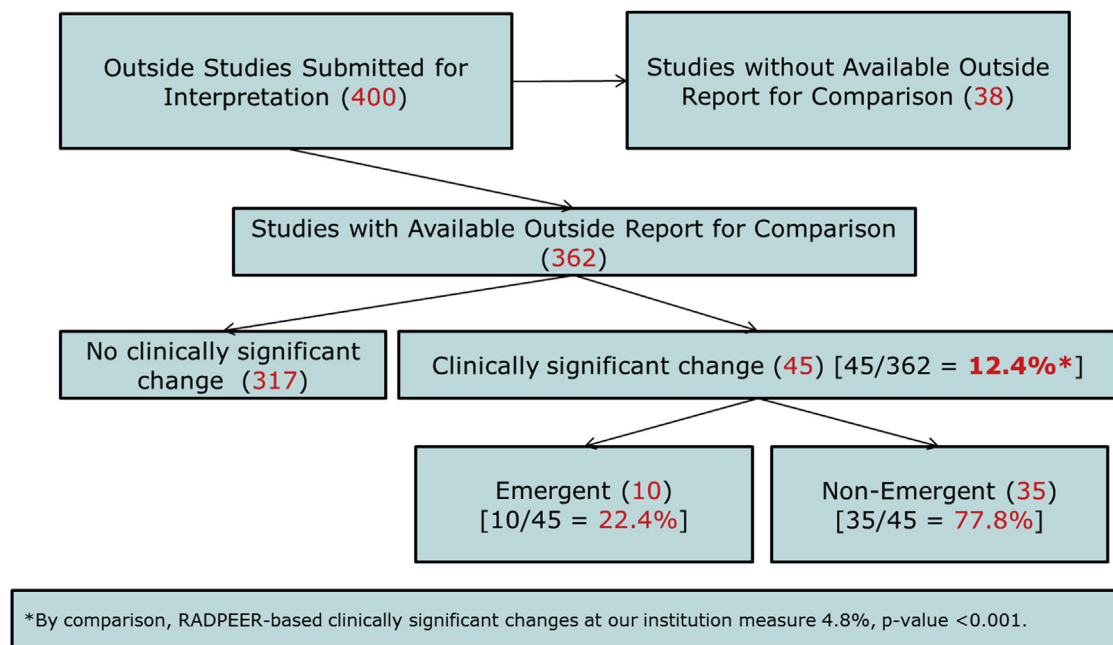 Outside Studies Submitted for
Interpretation (400)
Studies without Available Outside
Report for Comparison (38)
Studies with Available Outside Report for Comparison
(362)
No clinically significant
change (317)
Clinically significant change (45) [45/362 = 12.4%*]
Emergent (10)
[10/45 = 22.4%]
Non-Emergent (35)
[35/45 = 77.8%]
*By comparison, RADPEER-based clinically significant changes at our institution measure 4.8%, p-value <0.001.